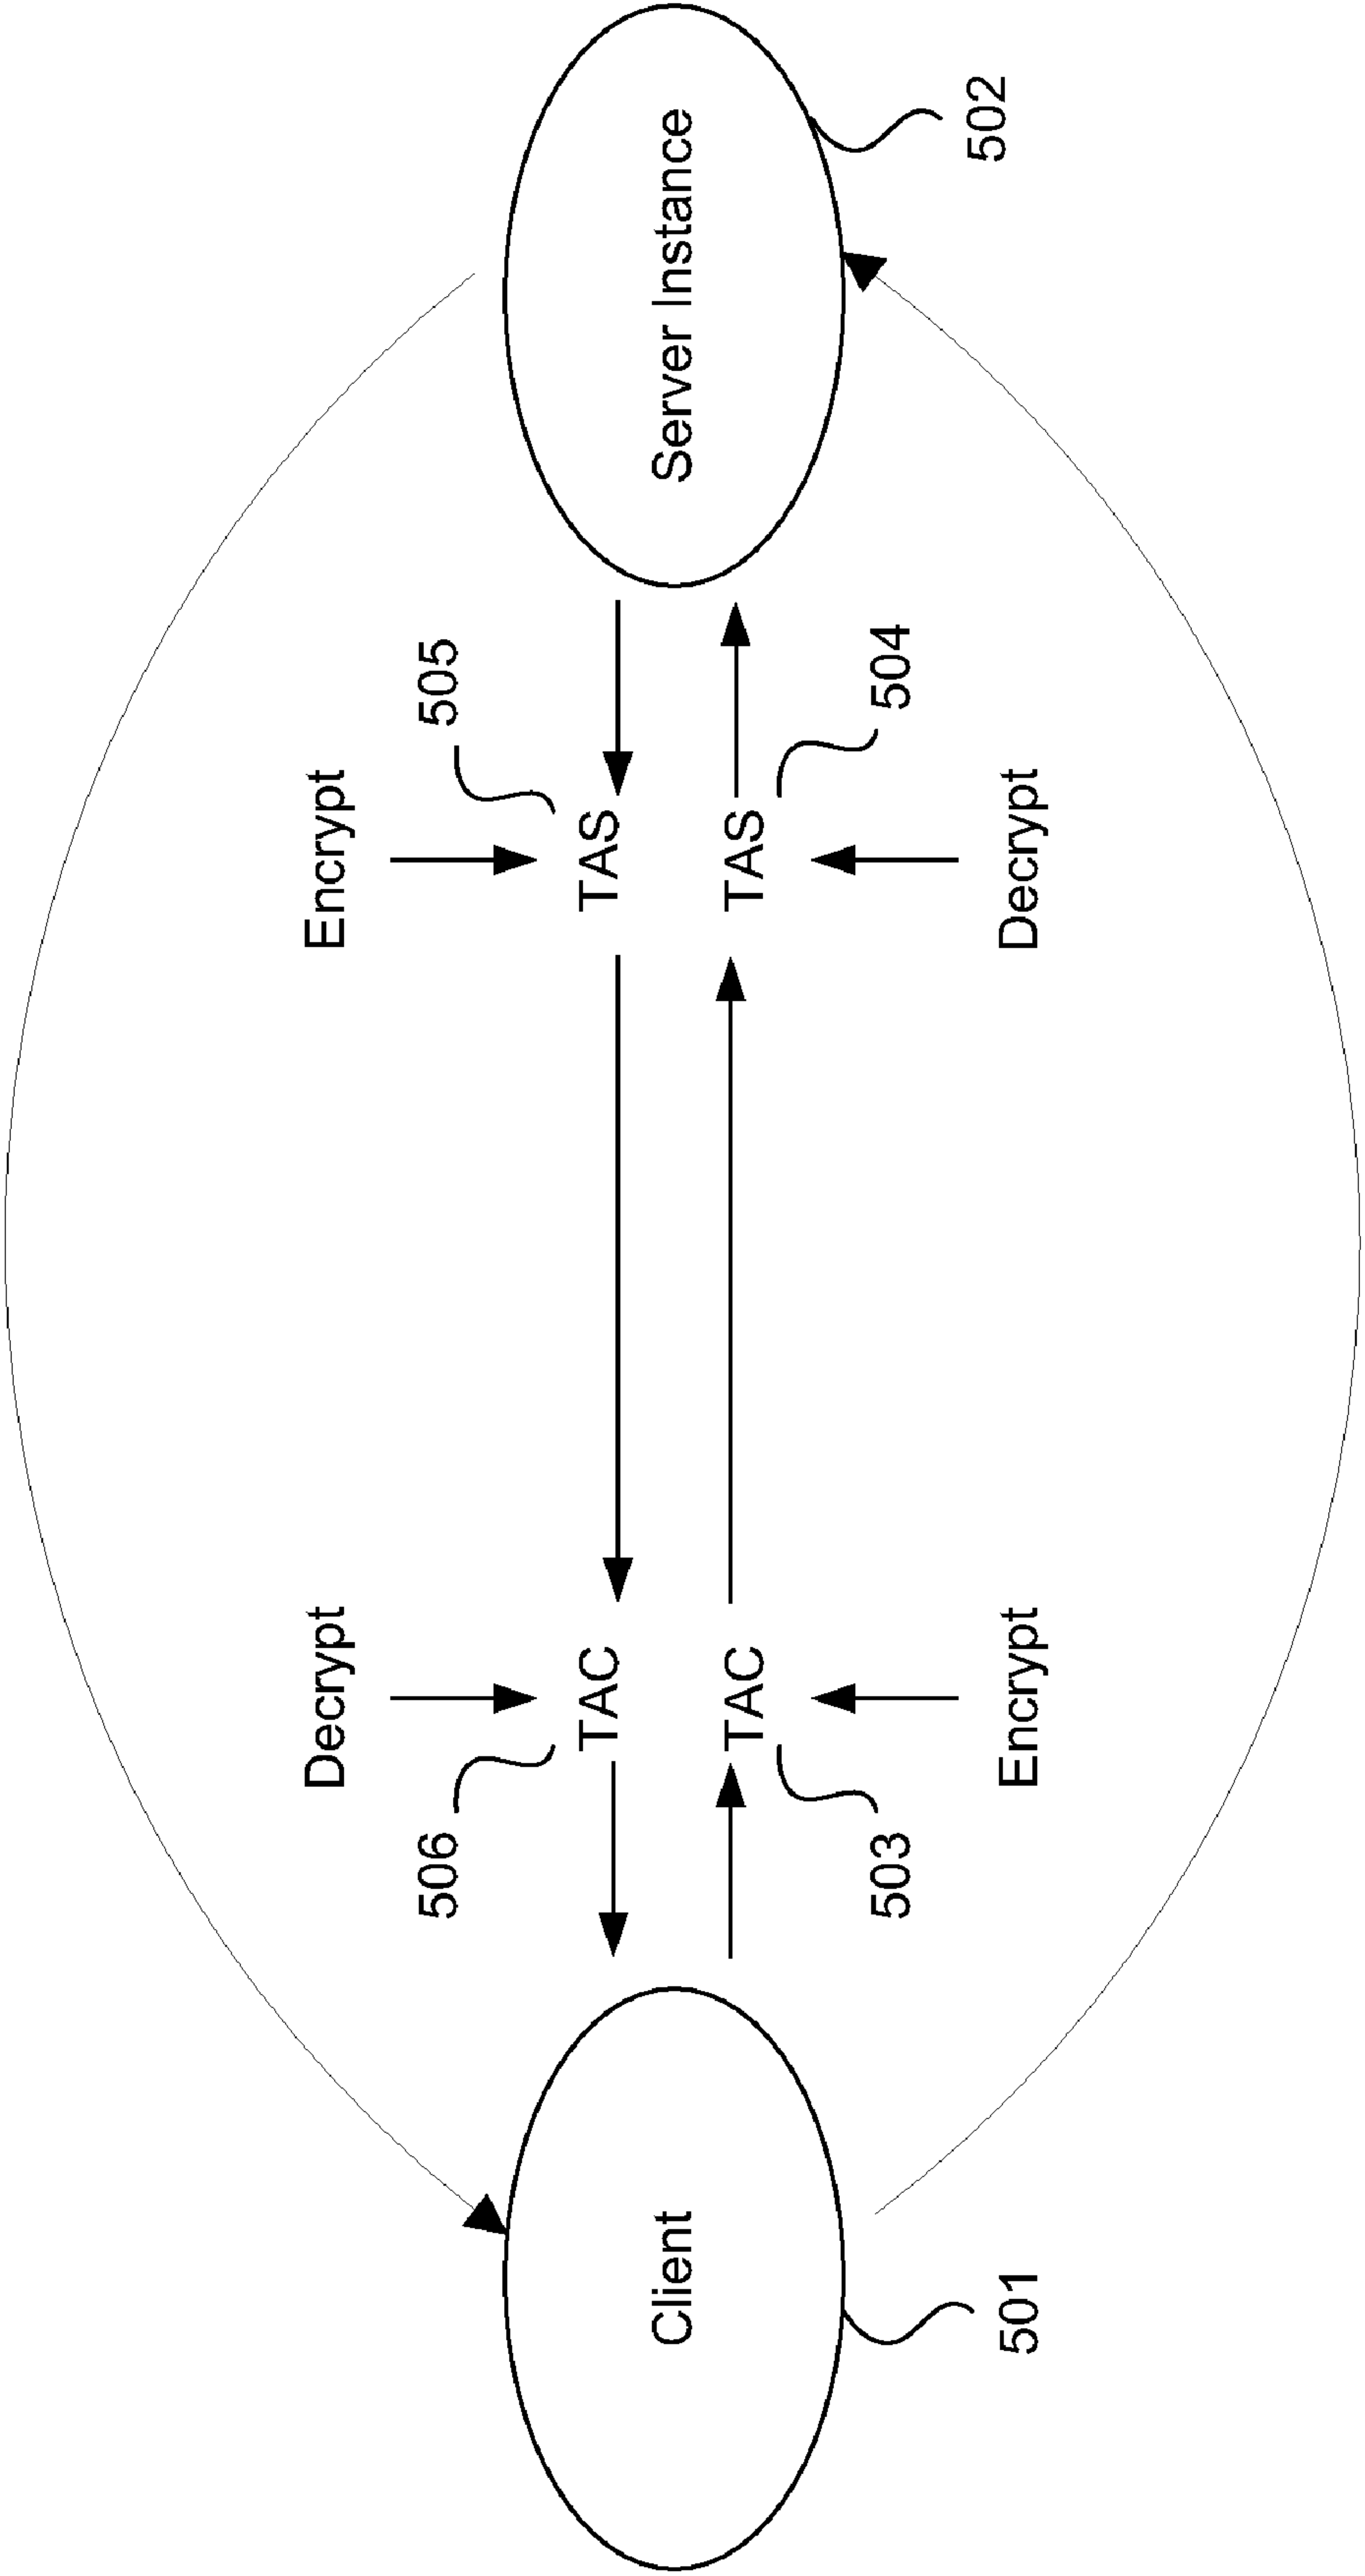 Decrypt
Encrypt
506
505
TAC
TAS
Client
Server Instance
TAC
TAS
503
504
501
Encrypt
Decrypt
502